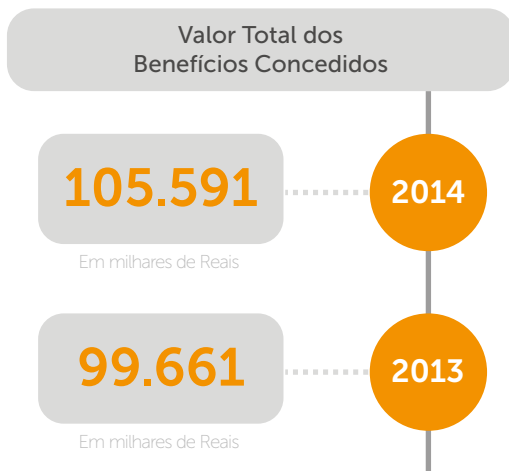 Valor Total dos
Benefícios Concedidos
105.591
2014
Em milhares de Reais
99.661
2013
Em milhares de Reais